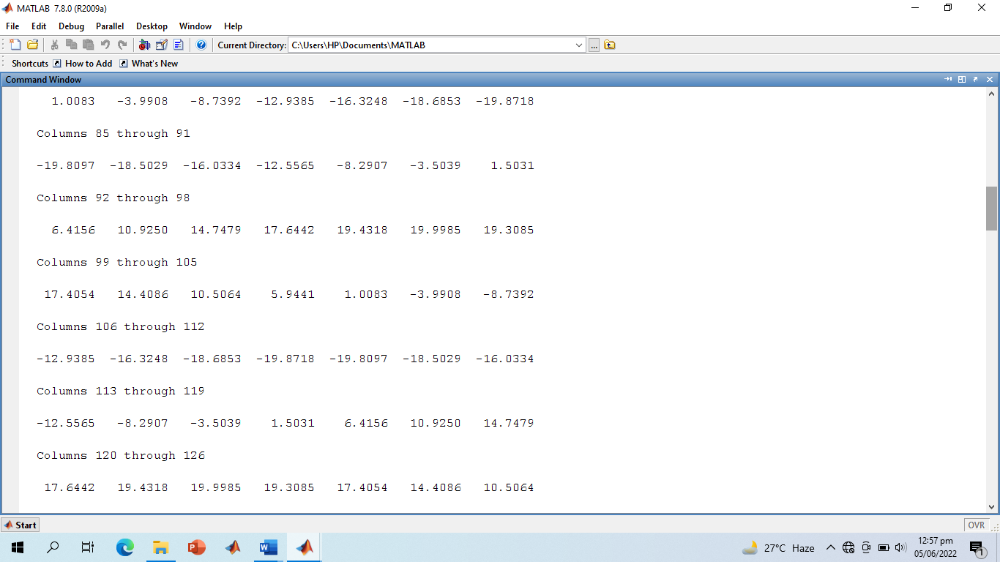 MATLAB 7.8.0 (R2009a)
File Edit Debug Parallel Desktop Window Help
Current Directory: C:\Users\HP\Documents\MATLAB ...
Shortcuts How to Add What's New
Command Window
1.0083 -3.9908 -8.7392 -12.9385 -16.3248 -18.6853 -19.8718
Columns 85 through 91
-19.8097 -18.5029 -16.0334 -12.5565 -8.2907 -3.5039 1.5031
Columns 92 through 98
6.4156 10.9250 14.7479 17.6442 19.4318 19.9985 19.3085
Columns 99 through 105
17.4054 14.4086 10.5064 5.9441 1.0083 -3.9908 -8.7392
Columns 106 through 112
-12.9385 -16.3248 -18.6853 -19.8718 -19.8097 -18.5029 -16.0334
Columns 113 through 119
-12.5565 -8.2907 -3.5039 1.5031 6.4156 10.9250 14.7479
Columns 120 through 126
17.6442 19.4318 19.9985 19.3085 17.4054 14.4086 10.5064
Start OVR
27°C Haze 12:57 pm
05/06/2022 1